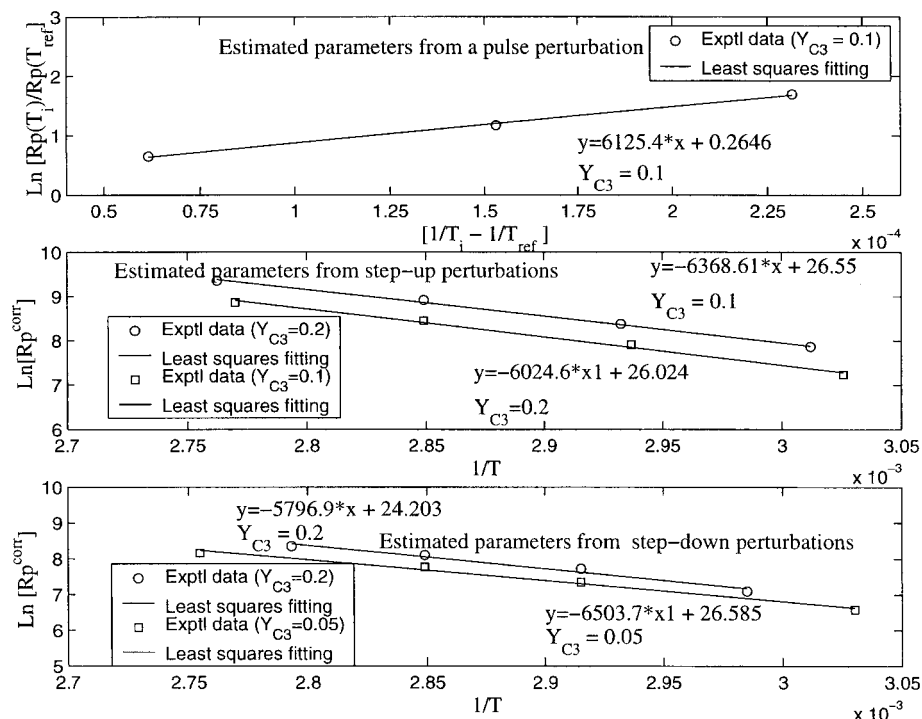 Estimated parameters from a pulse perturbation
Exptl data (Y_C3 = 0.1)
Least squares fitting
Ln [Rp(T_i)/Rp(T_ref)]
3
2
1
0
y=6125.4*x + 0.2646
Y_C3 = 0.1
0.5 0.75 1 1.25 1.5 1.75 2 2.25 2.5
[1/T_i − 1/T_ref ]
x 10^-4
Estimated parameters from step-up perturbations
y=−6368.61*x + 26.55
Y_C3 = 0.1
Ln[Rp^corr]
10
9
8
7
6
Exptl data (Y_C3=0.2)
Least squares fitting
Exptl data (Y_C3=0.1)
Least squares fitting
y=−6024.6*x1 + 26.024
Y_C3=0.2
2.7 2.75 2.8 2.85 2.9 2.95 3 3.05
1/T
x 10^-3
y=−5796.9*x + 24.203
Y_C3 = 0.2
Estimated parameters from step-down perturbations
Ln [Rp^corr]
10
9
8
7
6
5
Exptl data (Y_C3=0.2)
Least squares fitting
Exptl data (Y_C3=0.05)
Least squares fitting
y=−6503.7*x1 + 26.585
Y_C3 = 0.05
2.7 2.75 2.8 2.85 2.9 2.95 3 3.05
1/T
x 10^-3